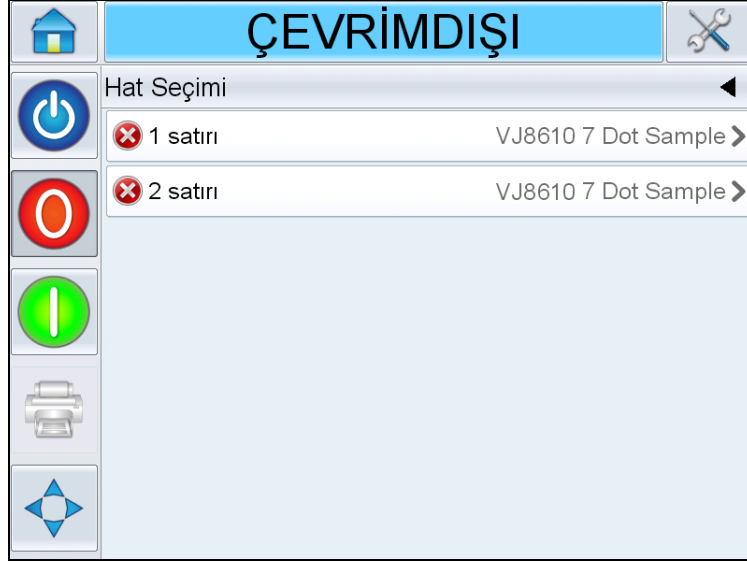 ÇEVRİMDIŞI
Hat Seçimi
1 satırı VJ8610 7 Dot Sample
2 satırı VJ8610 7 Dot Sample